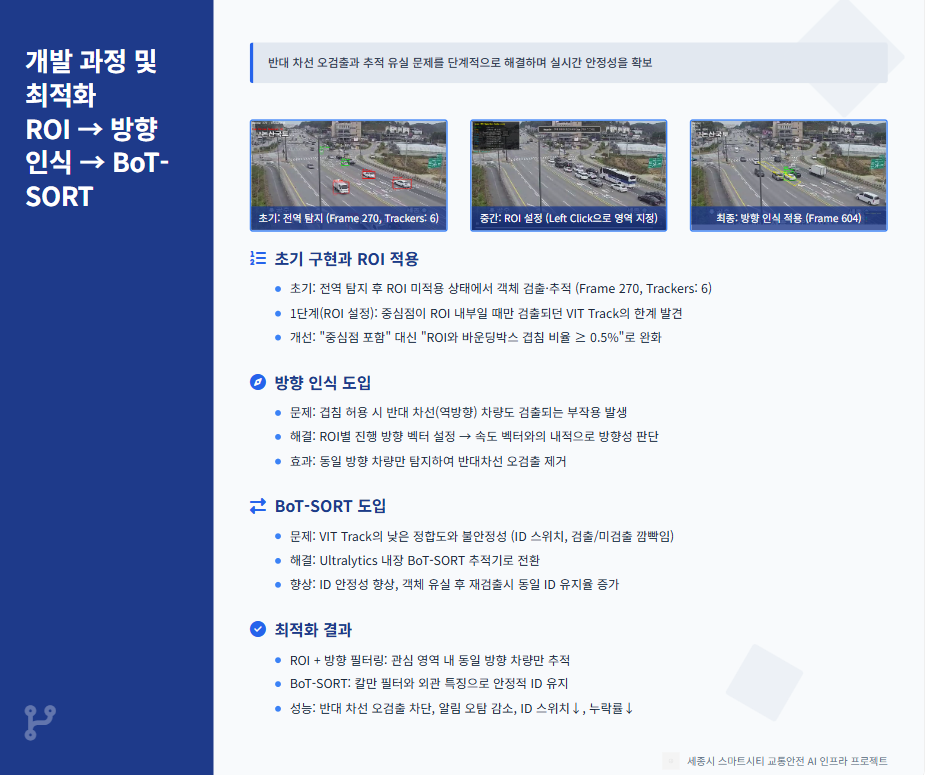 개발 과정 및
최적화
ROI → 방향
인식 → BoT-
SORT
반대 차선 오검출과 추적 유실 문제를 단계적으로 해결하며 실시간 안정성을 확보
초기: 전역 탐지 (Frame 270, Trackers: 6)
중간: ROI 설정 (Left Click으로 영역 지정)
최종: 방향 인식 적용 (Frame 604)
초기 구현과 ROI 적용
초기: 전역 탐지 후 ROI 미적용 상태에서 객체 검출·추적 (Frame 270, Trackers: 6)
1단계(ROI 설정): 중심점이 ROI 내부일 때만 검출되던 VIT Track의 한계 발견
개선: "중심점 포함" 대신 "ROI와 바운딩박스 겹침 비율 ≥ 0.5%"로 완화
방향 인식 도입
문제: 겹침 허용 시 반대 차선(역방향) 차량도 검출되는 부작용 발생
해결: ROI별 진행 방향 벡터 설정 → 속도 벡터와의 내적으로 방향성 판단
효과: 동일 방향 차량만 탐지하여 반대차선 오검출 제거
BoT-SORT 도입
문제: VIT Track의 낮은 정합도와 불안정성 (ID 스위치, 검출/미검출 깜빡임)
해결: Ultralytics 내장 BoT-SORT 추적기로 전환
향상: ID 안정성 향상, 객체 유실 후 재검출시 동일 ID 유지율 증가
최적화 결과
ROI + 방향 필터링: 관심 영역 내 동일 방향 차량만 추적
BoT-SORT: 칼만 필터와 외관 특징으로 안정적 ID 유지
성능: 반대 차선 오검출 차단, 알림 오탐 감소, ID 스위치↓, 누락률↓
세종시 스마트시티 교통안전 AI 인프라 프로젝트